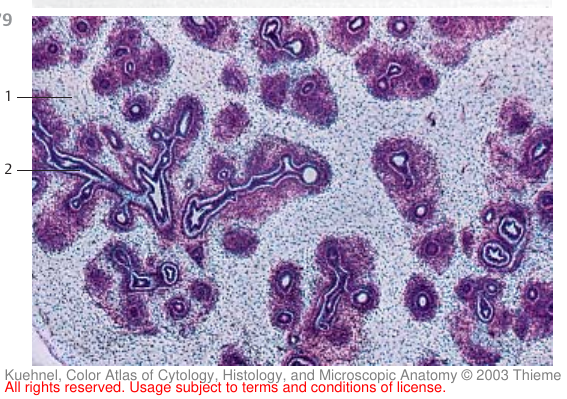 79
1
2
Kuehnel, Color Atlas of Cytology, Histology, and Microscopic Anatomy © 2003 Thieme
All rights reserved. Usage subject to terms and conditions of license.